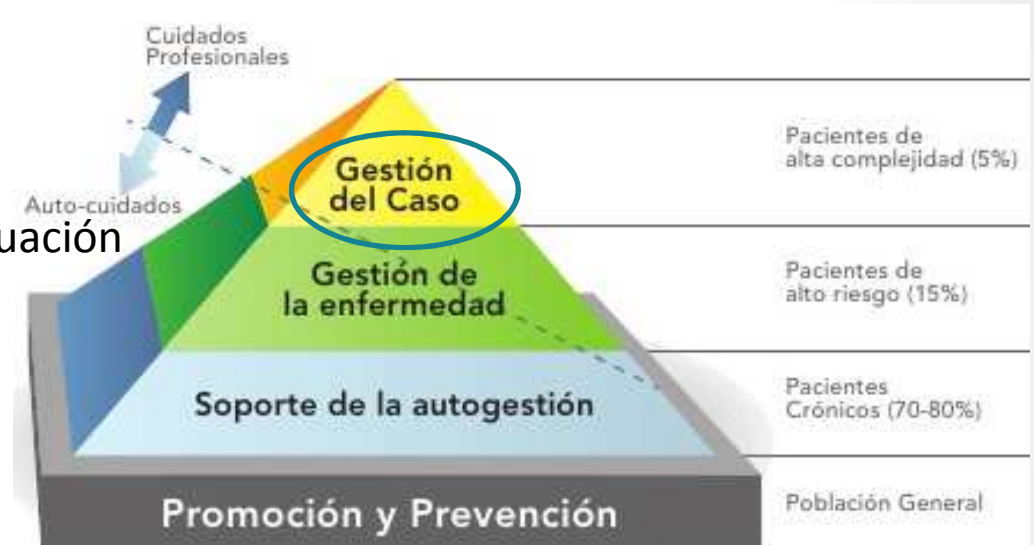 Cuidados
Profesionales
Auto-cuidados
uación
Gestión
del Caso
Gestión de
la enfermedad
Soporte de la autogestión
Promoción y Prevención
Pacientes de
alta complejidad (5%)
Pacientes de
alto riesgo (15%)
Pacientes
Crónicos (70-80%)
Población General